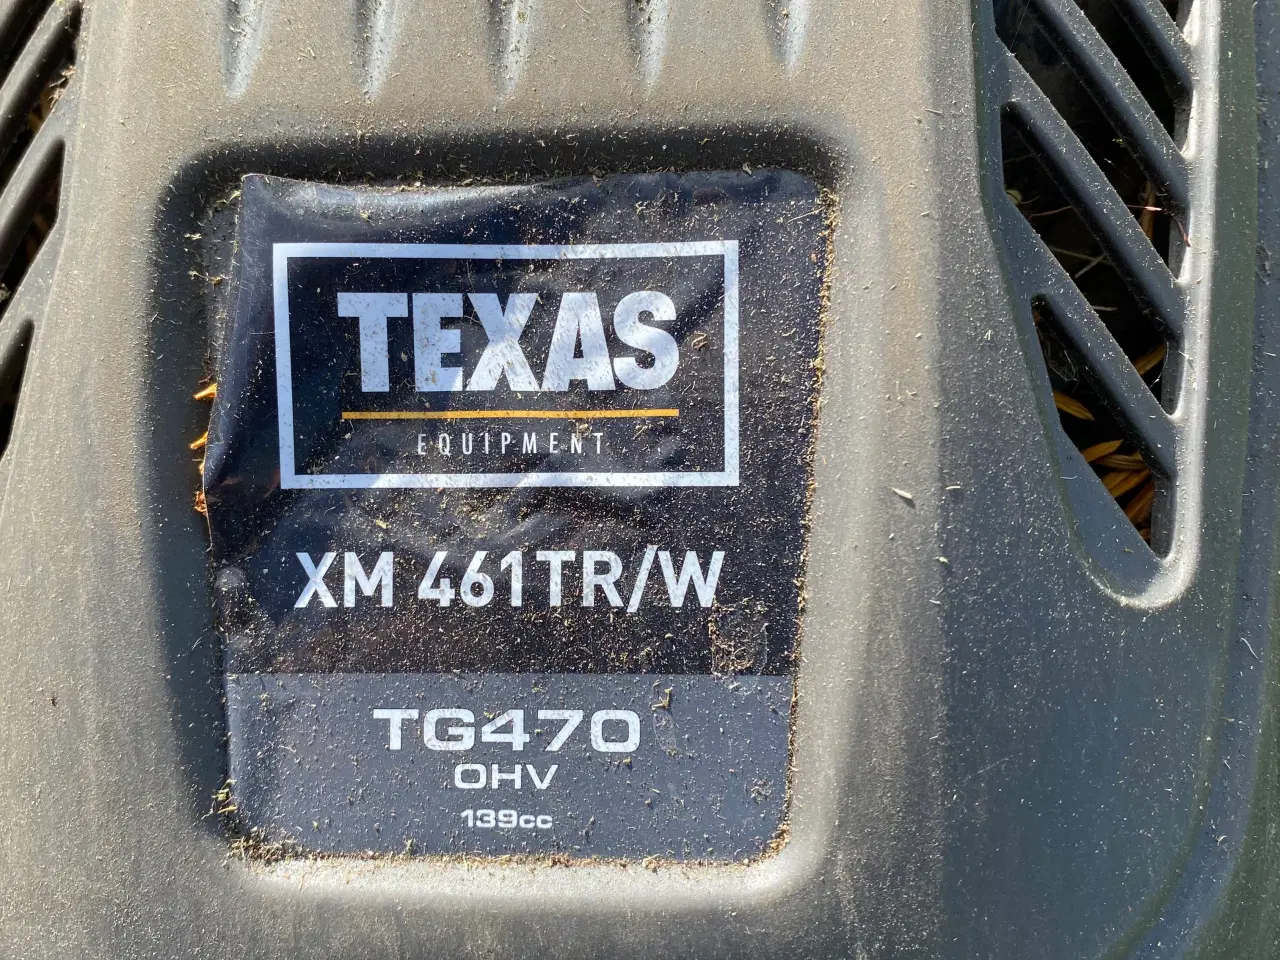 TEXAS
EQUIPMENT
XM 461TR/W
TG470
OHV
139cc